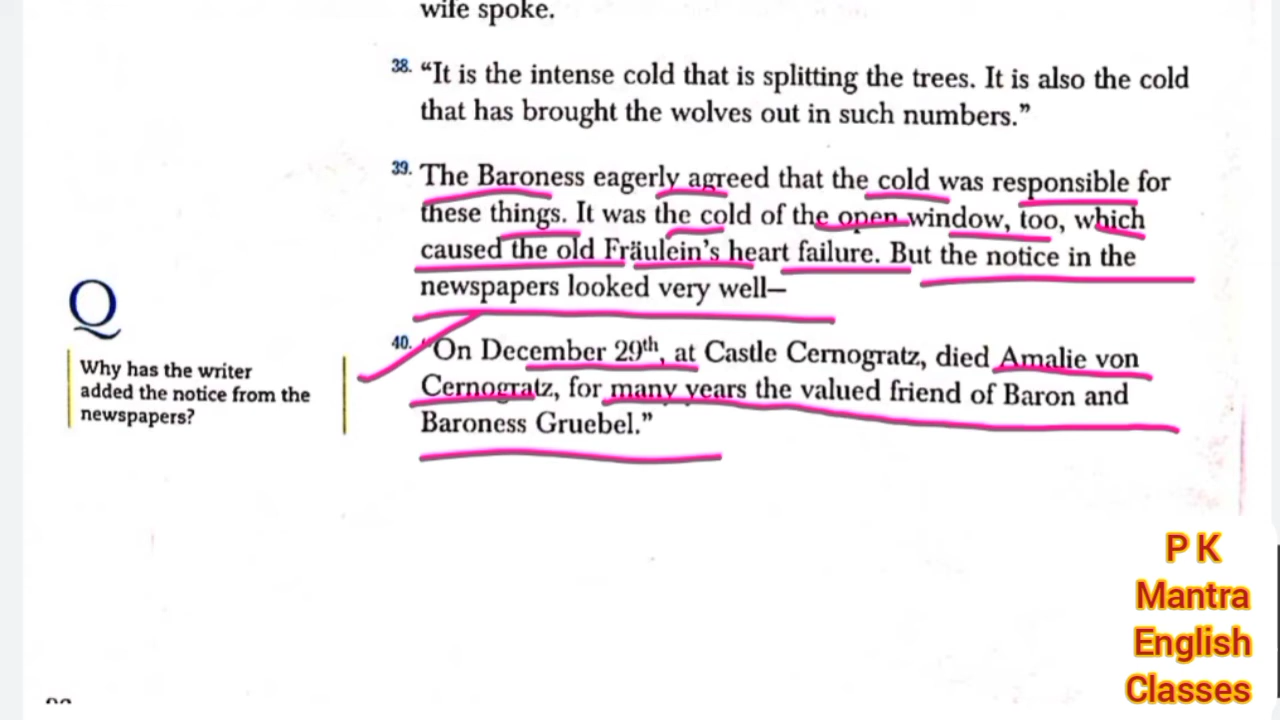 wife spoke.
38. “It is the intense cold that is splitting the trees. It is also the cold
that has brought the wolves out in such numbers.”
39. The Baroness eagerly agreed that the cold was responsible for
these things. It was the cold of the open window, too, which
caused the old Fräulein’s heart failure. But the notice in the
newspapers looked very well–
40. “On December 29th, at Castle Cernogratz, died Amalie von
Cernogratz, for many years the valued friend of Baron and
Baroness Gruebel.”
Q
Why has the writer
added the notice from the
newspapers?
P K
Mantra
English
Classes